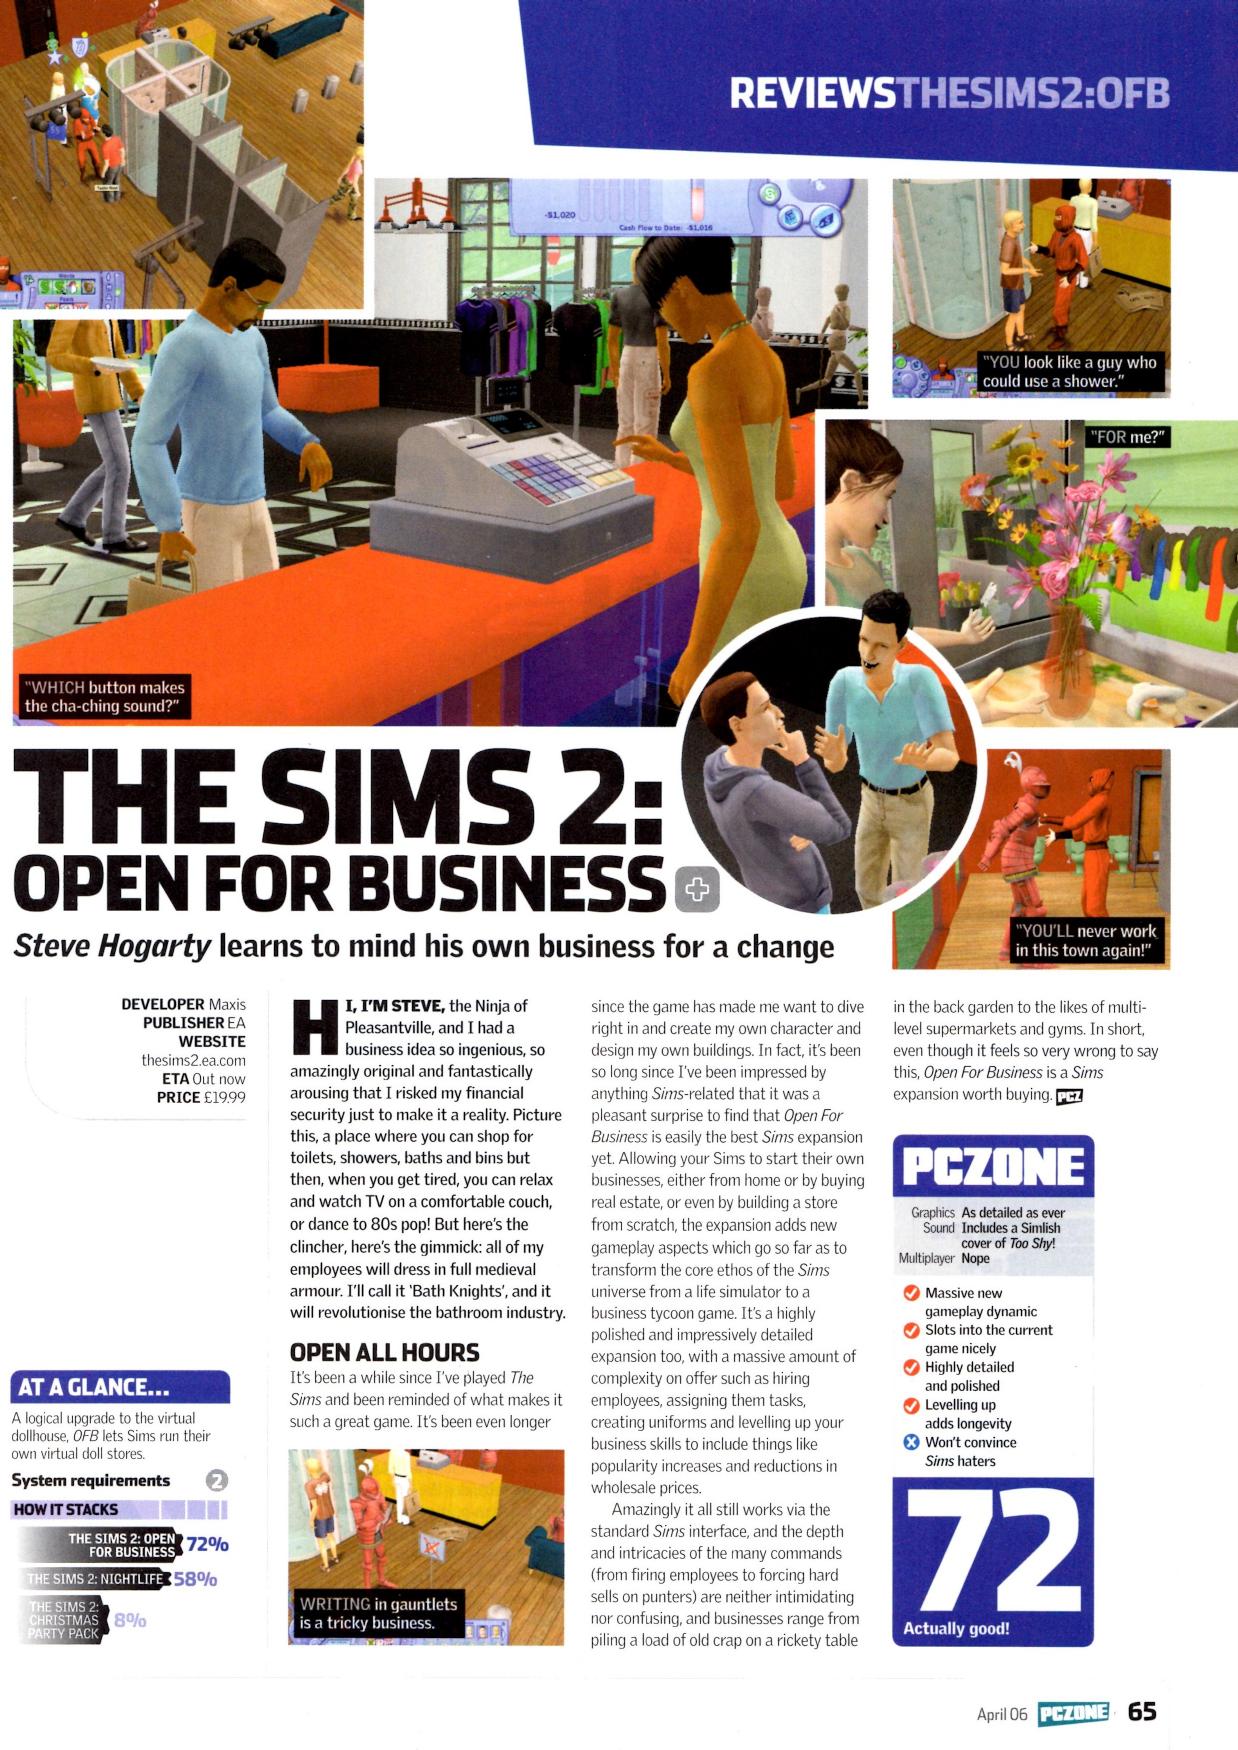 REVIEWSTHESIMS2:OFB
-$1,020
Cash Flow to Date: -$1,016
"YOU look like a guy who
could use a shower."
"FOR me?"
"WHICH button makes
the cha-ching sound?"
"YOU'LL never work
in this town again!"
THE SIMS 2:
OPEN FOR BUSINESS
Steve Hogarty learns to mind his own business for a change
DEVELOPER Maxis
PUBLISHER EA
WEBSITE
thesims2.ea.com
ETA Out now
PRICE £19.99
AT A GLANCE...
A logical upgrade to the virtual
dollhouse, OFB lets Sims run their
own virtual doll stores.
System requirements 2
HOW IT STACKS
THE SIMS 2: OPEN
FOR BUSINESS 72%
THE SIMS 2: NIGHTLIFE 58%
THE SIMS 2:
CHRISTMAS
PARTY PACK 8%
HI, I'M STEVE, the Ninja of
Pleasantville, and I had a
business idea so ingenious, so
amazingly original and fantastically
arousing that I risked my financial
security just to make it a reality. Picture
this, a place where you can shop for
toilets, showers, baths and bins but
then, when you get tired, you can relax
and watch TV on a comfortable couch,
or dance to 80s pop! But here's the
clincher, here's the gimmick: all of my
employees will dress in full medieval
armour. I'll call it 'Bath Knights', and it
will revolutionise the bathroom industry.
OPEN ALL HOURS
It's been a while since I've played The
Sims and been reminded of what makes it
such a great game. It's been even longer
WRITING in gauntlets
is a tricky business.
since the game has made me want to dive
right in and create my own character and
design my own buildings. In fact, it's been
so long since I've been impressed by
anything Sims-related that it was a
pleasant surprise to find that Open For
Business is easily the best Sims expansion
yet. Allowing your Sims to start their own
businesses, either from home or by buying
real estate, or even by building a store
from scratch, the expansion adds new
gameplay aspects which go so far as to
transform the core ethos of the Sims
universe from a life simulator to a
business tycoon game. It's a highly
polished and impressively detailed
expansion too, with a massive amount of
complexity on offer such as hiring
employees, assigning them tasks,
creating uniforms and levelling up your
business skills to include things like
popularity increases and reductions in
wholesale prices.
Amazingly it all still works via the
standard Sims interface, and the depth
and intricacies of the many commands
(from firing employees to forcing hard
sells on punters) are neither intimidating
nor confusing, and businesses range from
piling a load of old crap on a rickety table
in the back garden to the likes of multi-
level supermarkets and gyms. In short,
even though it feels so very wrong to say
this, Open For Business is a Sims
expansion worth buying. PCZ
PCZONE
Graphics As detailed as ever
Sound Includes a Simlish
cover of Too Shy!
Multiplayer Nope
Massive new
gameplay dynamic
Slots into the current
game nicely
Highly detailed
and polished
Levelling up
adds longevity
Won't convince
Sims haters
72
Actually good!
April 06 PCZONE 65